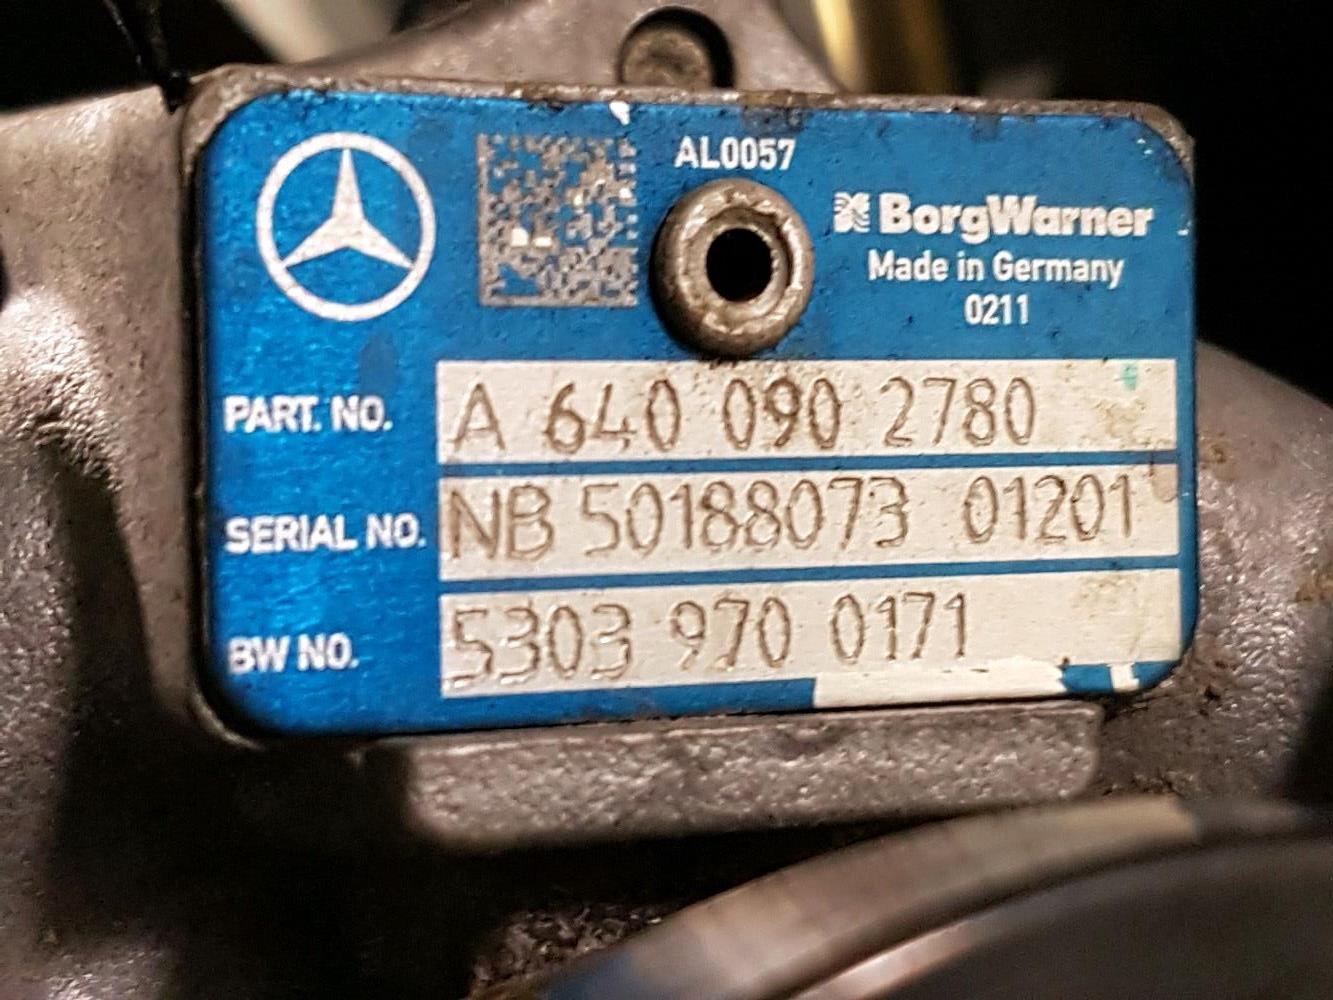 AL0057
BorgWarner
Made in Germany
0211
PART. NO. A 640 090 2780
SERIAL NO. NB 50188073 01201
BW NO. 5303 970 0171